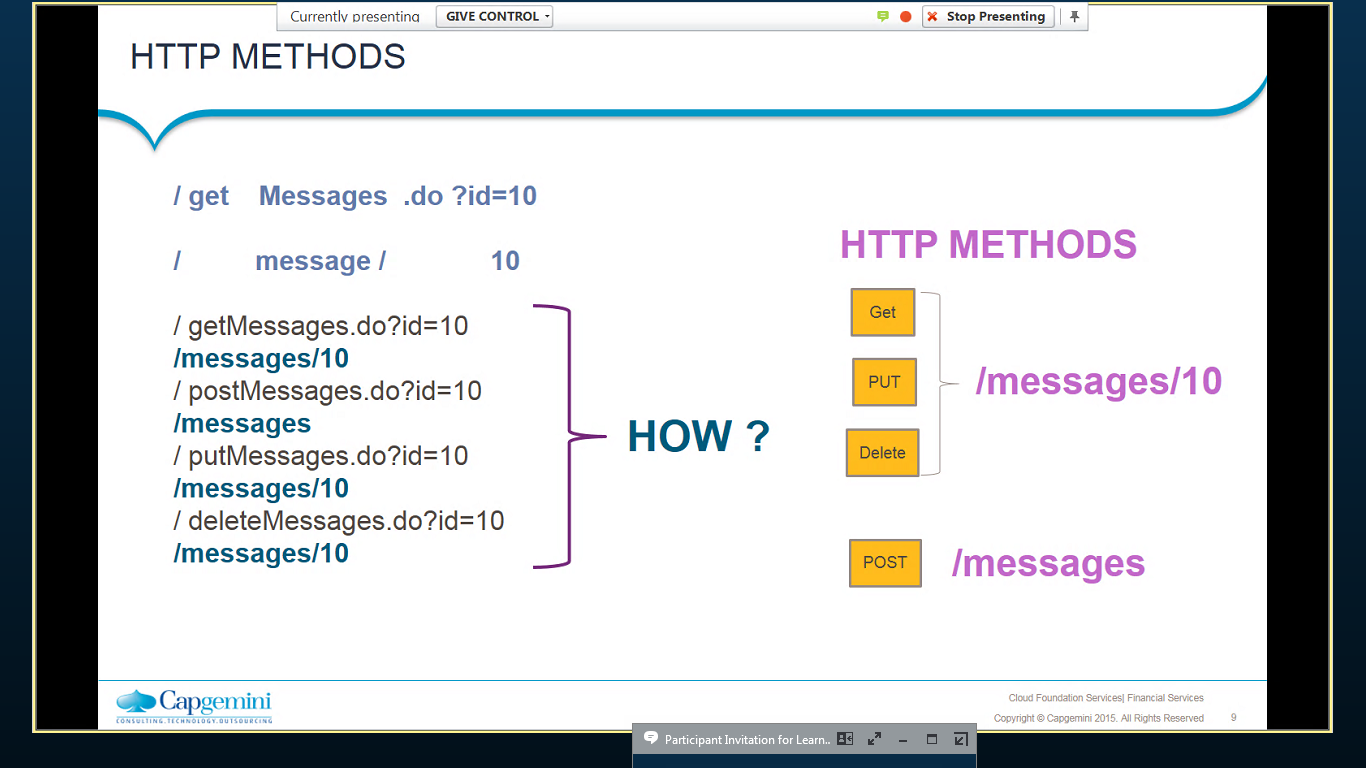 Currently presenting GIVE CONTROL Stop Presenting
HTTP METHODS
/ get Messages .do ?id=10
/ message / 10
/ getMessages.do?id=10
/messages/10
/ postMessages.do?id=10
/messages
/ putMessages.do?id=10
/messages/10
/ deleteMessages.do?id=10
/messages/10
HOW ?
HTTP METHODS
Get
PUT
Delete
/messages/10
POST
/messages
Capgemini
CONSULTING.TECHNOLOGY.OUTSOURCING
Cloud Foundation Services| Financial Services
Copyright © Capgemini 2015. All Rights Reserved 9
Participant Invitation for Learn..